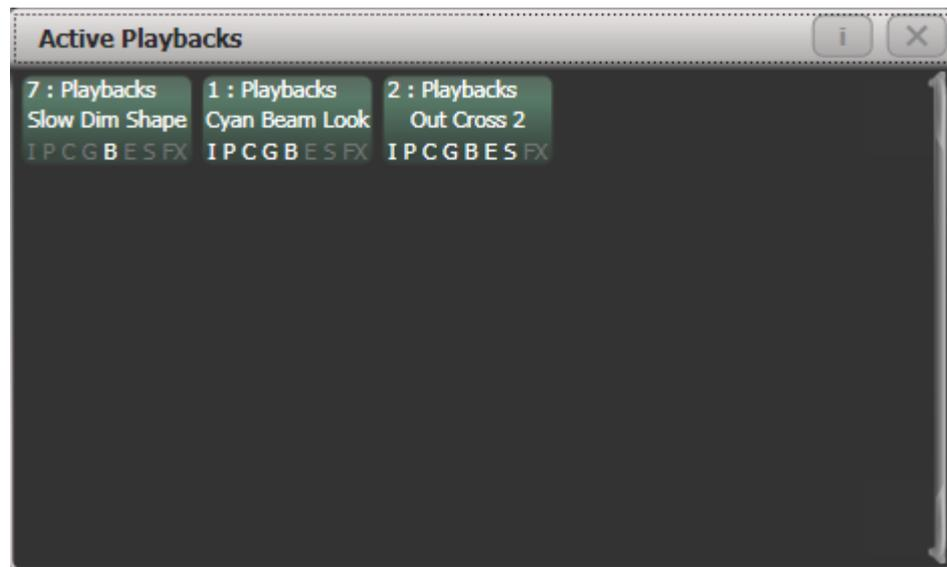 Active Playbacks
i
7 : Playbacks
Slow Dim Shape
I P C G B E S FX
1 : Playbacks
Cyan Beam Look
I P C G B E S FX
2 : Playbacks
Out Cross 2
I P C G B E S FX